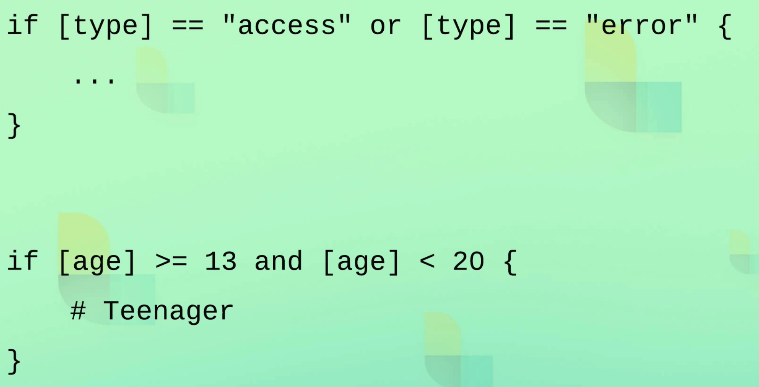 if [type] == "access" or [type] == "error" {
...
}
if [age] >= 13 and [age] < 20 {
# Teenager
}